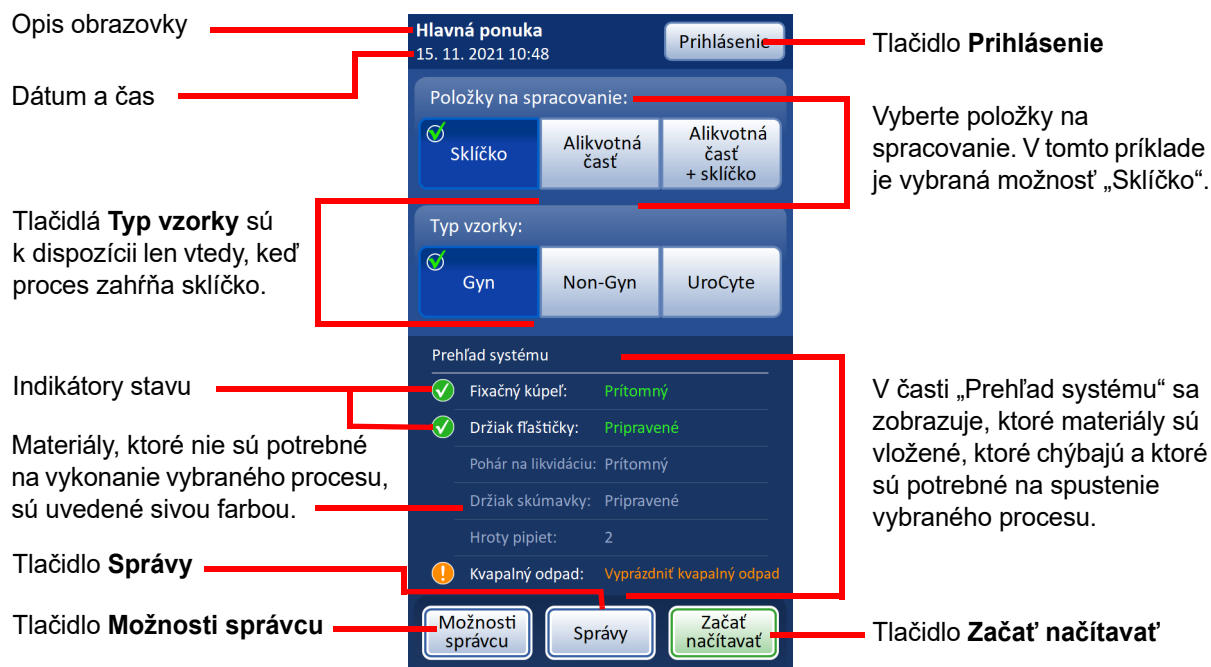 Opis obrazovky
Dátum a čas
Tlačidlá Typ vzorky sú
k dispozícii len vtedy, keď
proces zahŕňa sklíčko.
Indikátory stavu
Materiály, ktoré nie sú potrebné
na vykonanie vybraného procesu,
sú uvedené sivou farbou.
Tlačidlo Správy
Tlačidlo Možnosti správcu
Hlavná ponuka
15. 11. 2021 10:48
Prihlásenie
Položky na spracovanie:
Sklíčko
Alikvotná
časť
Alikvotná
časť
+ sklíčko
Typ vzorky:
Gyn
Non-Gyn
UroCyte
Prehľad systému
Fixačný kúpeľ: Prítomný
Držiak fľaštičky: Pripravené
Pohár na likvidáciu: Prítomný
Držiak skúmavky: Pripravené
Hroty pipiet: 2
Kvapalný odpad: Vyprázdniť kvapalný odpad
Možnosti
správcu
Správy
Začať
načítavať
Tlačidlo Prihlásenie
Vyberte položky na
spracovanie. V tomto príklade
je vybraná možnosť „Sklíčko“.
V časti „Prehľad systému“ sa
zobrazuje, ktoré materiály sú
vložené, ktoré chýbajú a ktoré
sú potrebné na spustenie
vybraného procesu.
Tlačidlo Začať načítavať